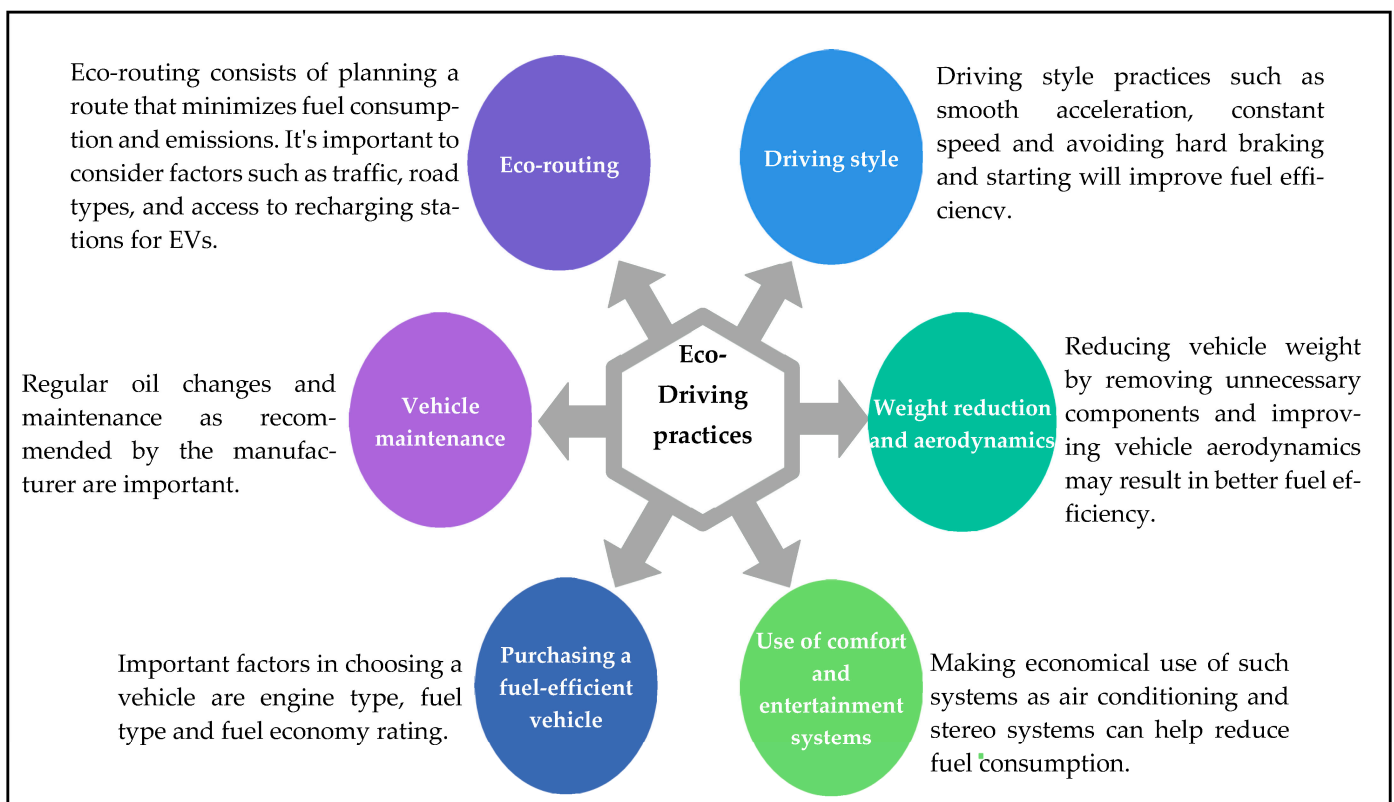 Eco-routing consists of planning a
route that minimizes fuel consump-
tion and emissions. It's important to
consider factors such as traffic, road
types, and access to recharging sta-
tions for EVs.
Eco-routing
Driving style
Driving style practices such as
smooth acceleration, constant
speed and avoiding hard braking
and starting will improve fuel effi-
ciency.
Regular oil changes and
maintenance as recom-
mended by the manufac-
turer are important.
Vehicle
maintenance
Eco-
Driving
practices
Weight reduction
and aerodynamics
Reducing vehicle weight
by removing unnecessary
components and improv-
ing vehicle aerodynamics
may result in better fuel ef-
ficiency.
Important factors in choosing a
vehicle are engine type, fuel
type and fuel economy rating.
Purchasing a
fuel-efficient
vehicle
Use of comfort
and
entertainment
systems
Making economical use of such
systems as air conditioning and
stereo systems can help reduce
fuel consumption.